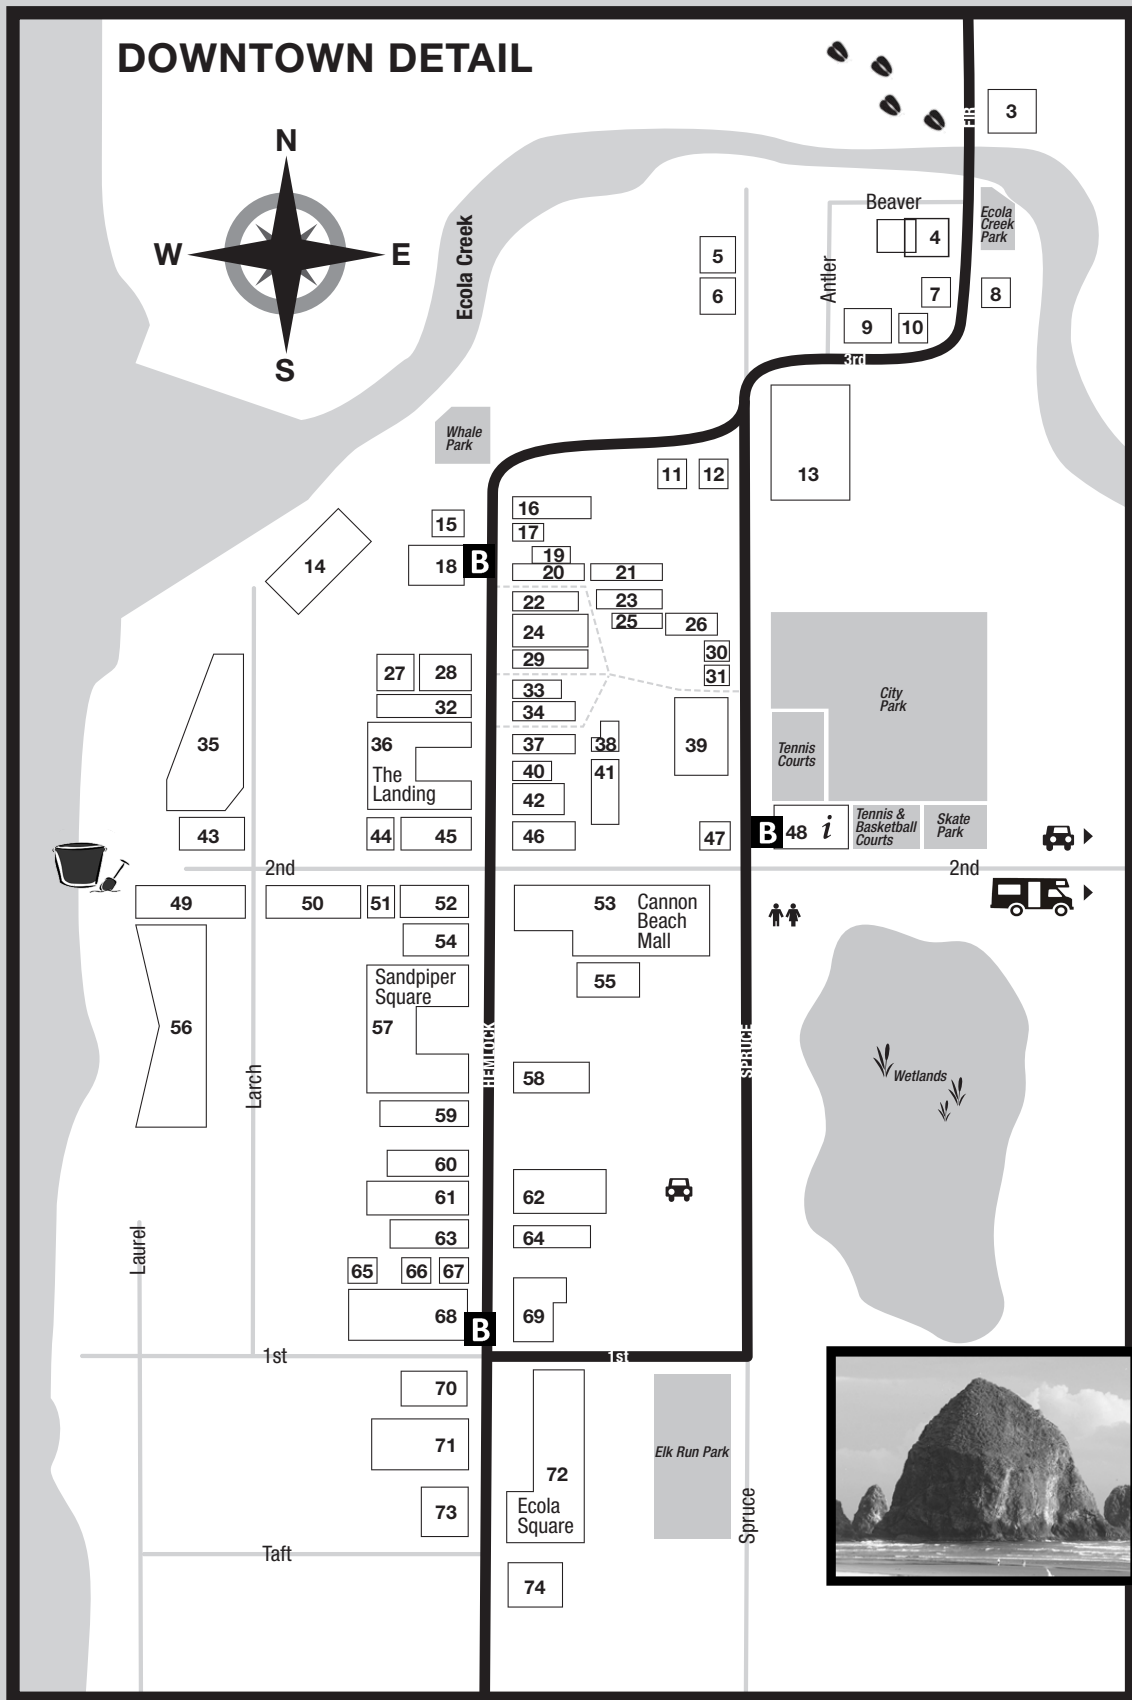 DOWNTOWN DETAIL
N
W
E
S
Ecola Creek
FIR
3
Beaver
Ecola
Creek
Park
4
5
Antler
6
7
8
9
10
3rd
Whale
Park
11
12
13
16
15
17
14
18
B
19
20
21
22
23
24
25
26
29
30
27
28
31
33
32
34
City
Park
35
36
The
Landing
37
38
39
Tennis
Courts
40
41
42
43
44
45
46
47
B
48 i
Tennis &
Basketball
Courts
Skate
Park
2nd
2nd
49
50
51
52
53
Cannon
Beach
Mall
54
Sandpiper
Square
55
56
57
HEMLOCK
SPRUCE
58
Wetlands
Larch
59
60
61
62
63
64
Laurel
65
66
67
68
B
69
1st
1st
70
71
72
Elk Run Park
73
Ecola
Square
Spruce
Taft
74